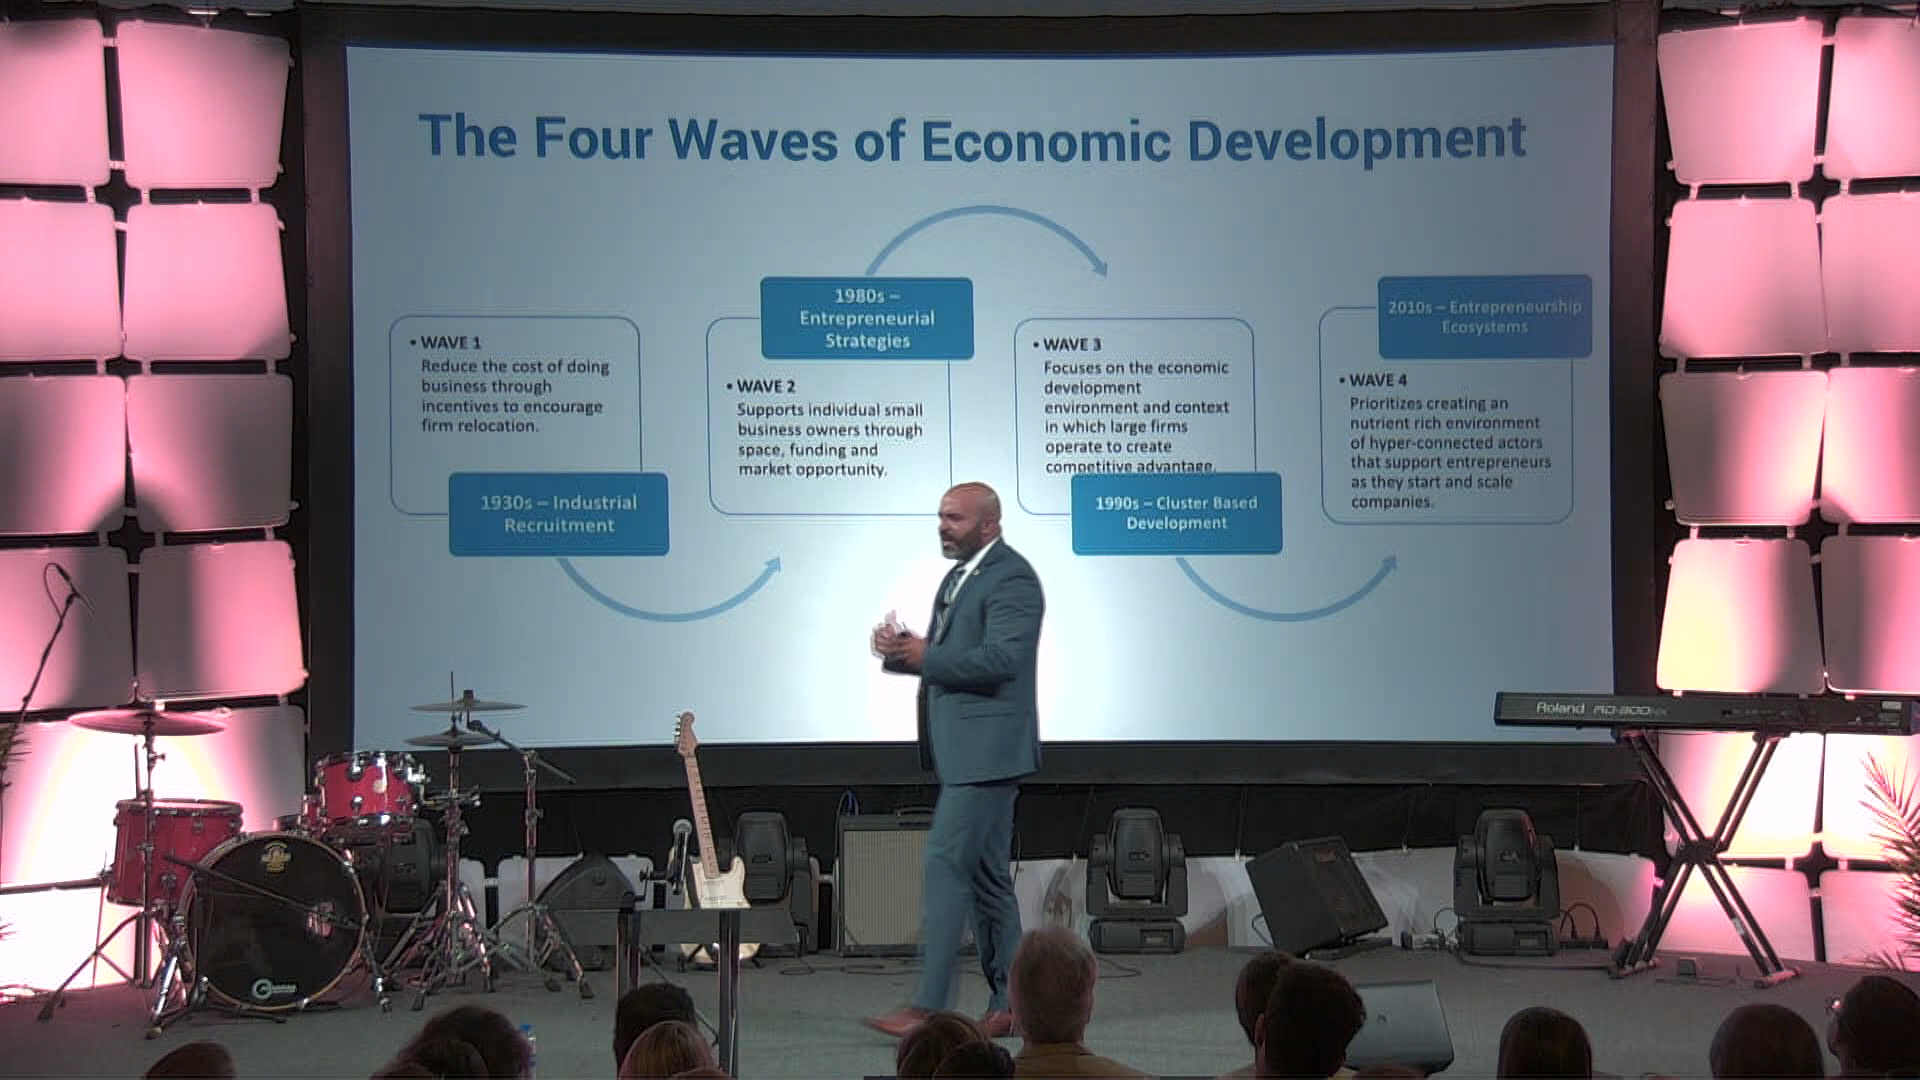 The Four Waves of Economic Development
• WAVE 1
Reduce the cost of doing
business through
incentives to encourage
firm relocation.
1930s – Industrial
Recruitment
1980s –
Entrepreneurial
Strategies
• WAVE 2
Supports individual small
business owners through
space, funding and
market opportunity.
• WAVE 3
Focuses on the economic
development
environment and context
in which large firms
operate to create
competitive advantage.
1990s – Cluster Based
Development
2010s – Entrepreneurship
Ecosystems
• WAVE 4
Prioritizes creating an
nutrient rich environment
of hyper-connected actors
that support entrepreneurs
as they start and scale
companies.
Roland RD-300NX